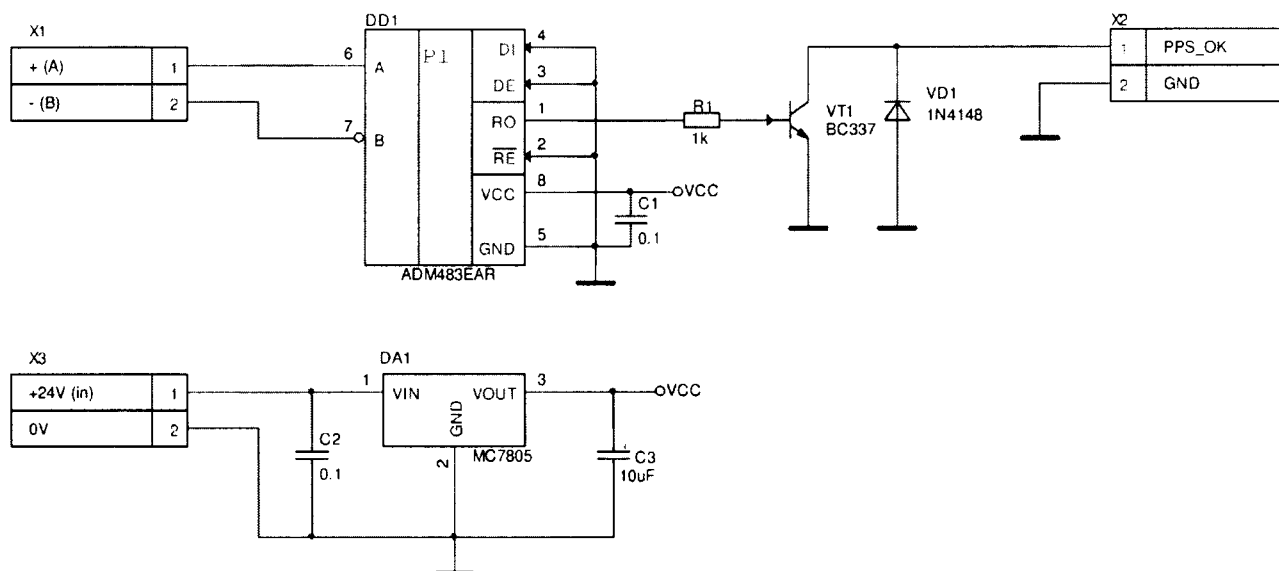 X1
+ (A) 1
- (B) 2
DD1
P1
6 A
7 B
DI 4
DE 3
RO 1
RE 2
VCC 8
GND 5
ADM483EAR
R1
1k
VT1
BC337
VD1
1N4148
X2
1 PPS_OK
2 GND
VCC
C1
0.1
X3
+24V (in) 1
0V 2
C2
0.1
DA1
1 VIN
VOUT 3
GND
2
MC7805
VCC
C3
10uF